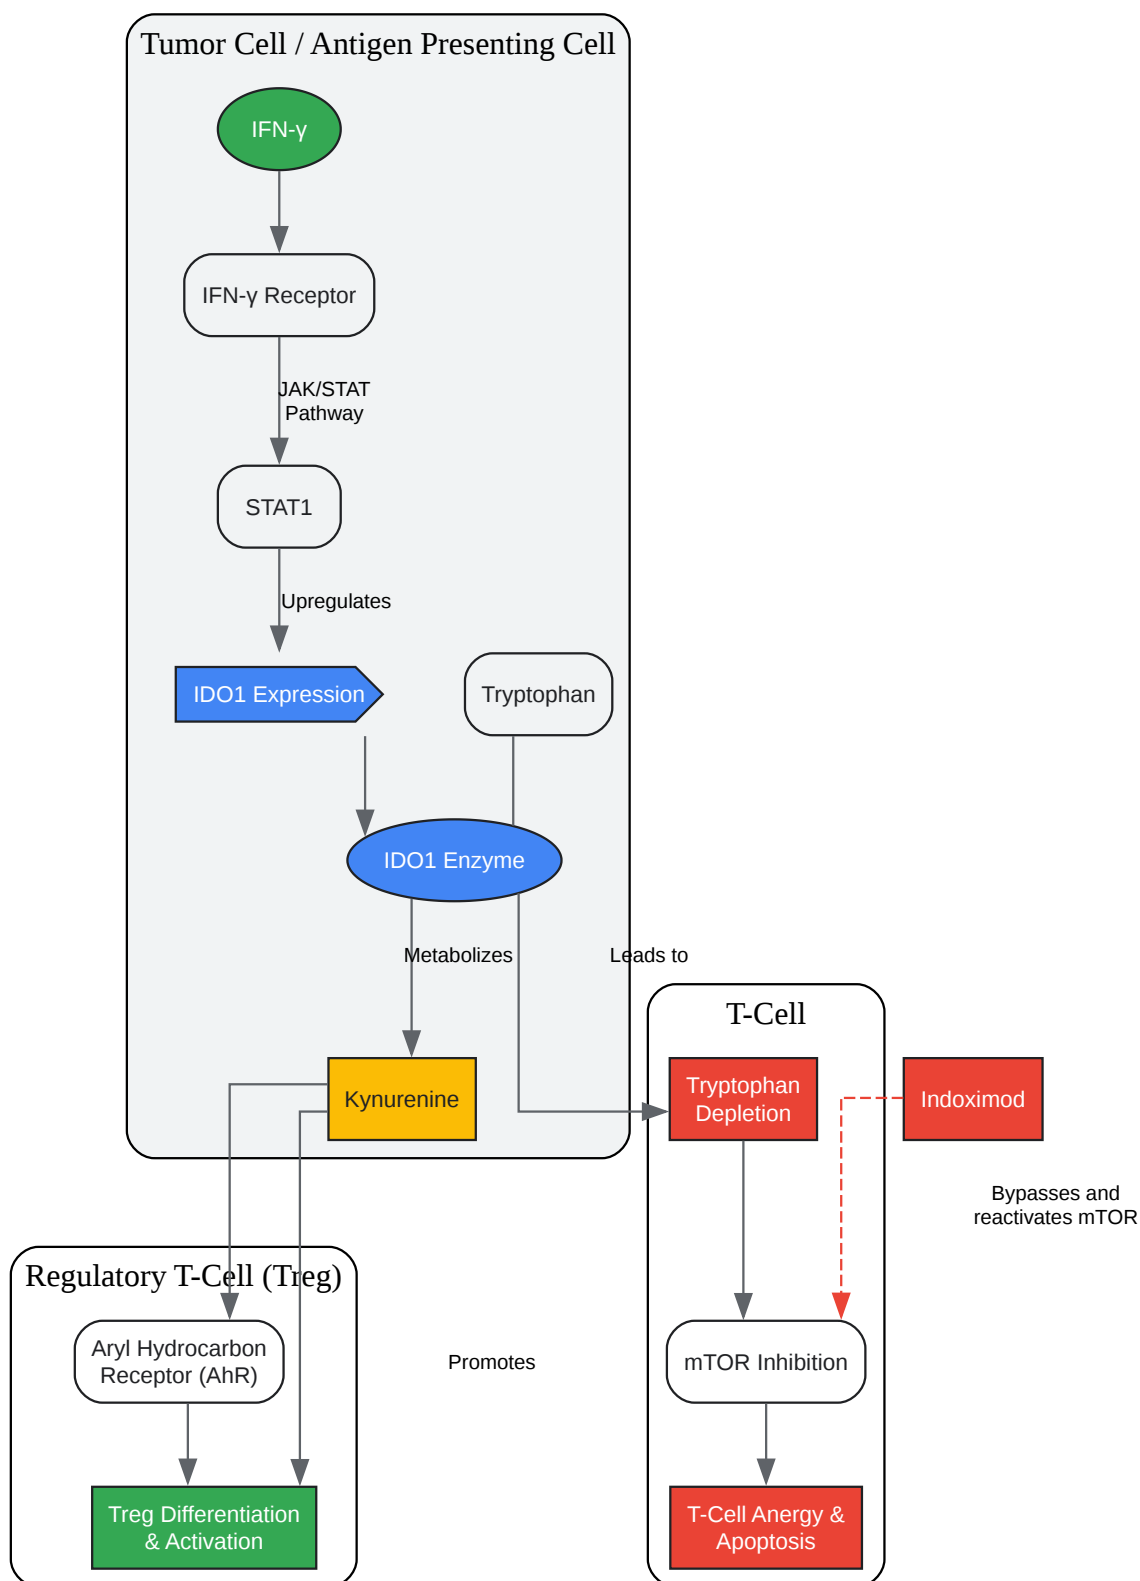 Tumor Cell / Antigen Presenting Cell
IFN-γ
IFN-γ Receptor
JAK/STAT
Pathway
STAT1
Upregulates
IDO1 Expression
Tryptophan
IDO1 Enzyme
Metabolizes
Leads to
T-Cell
Kynurenine
Tryptophan
Depletion
Indoximod
Bypasses and
reactivates mTOR
Regulatory T-Cell (Treg)
Aryl Hydrocarbon
Receptor (AhR)
Promotes
mTOR Inhibition
Treg Differentiation
& Activation
T-Cell Anergy &
Apoptosis